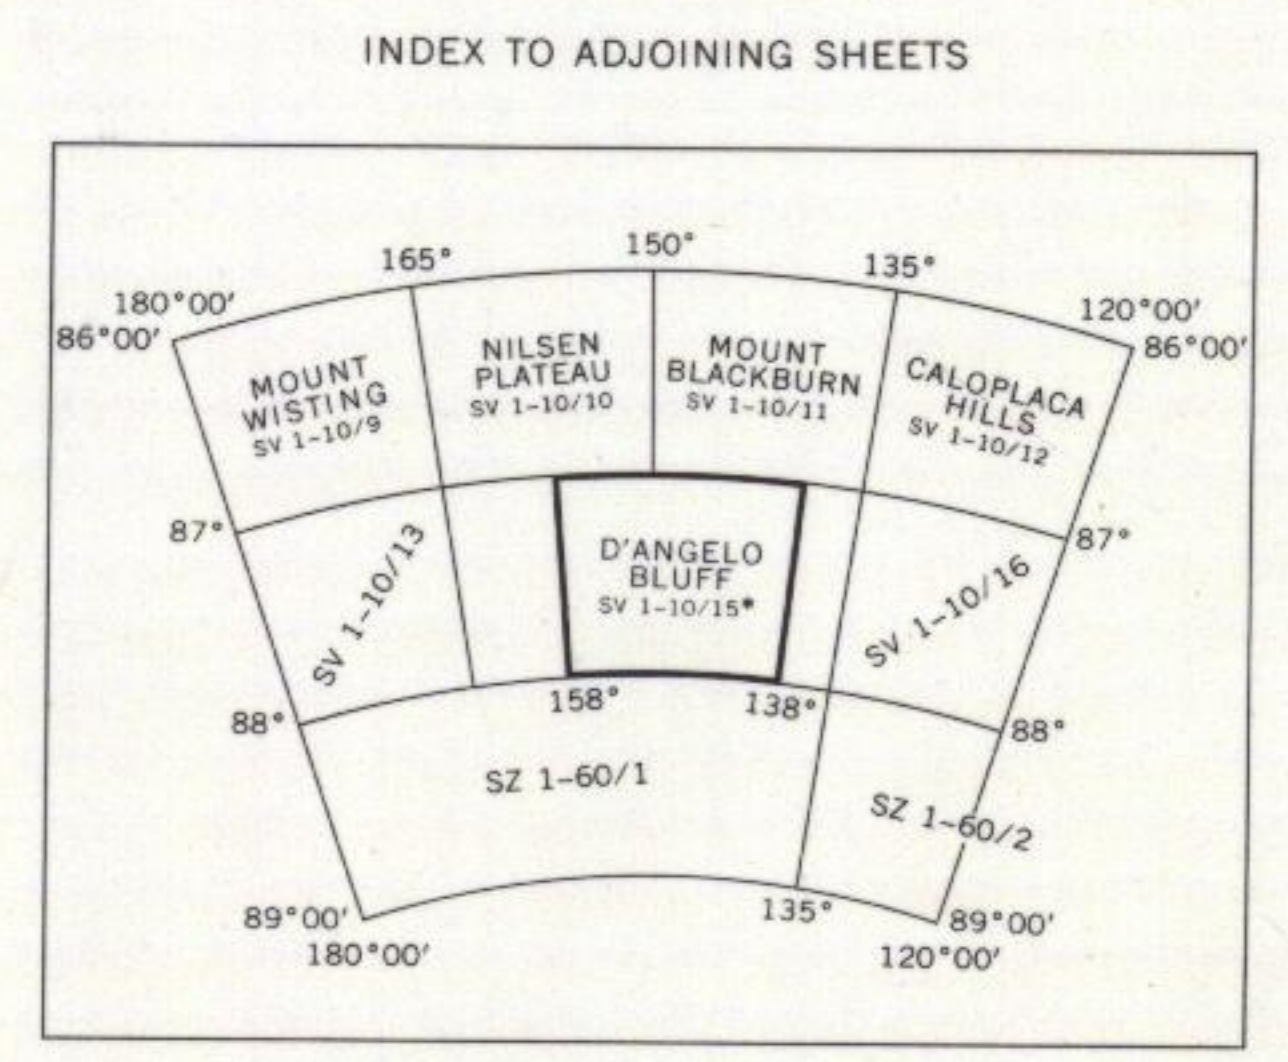 INDEX TO ADJOINING SHEETS
165°
150°
135°
180°00′
120°00′
86°00′
86°00′
MOUNT
WISTING
SV 1-10/9
NILSEN
PLATEAU
SV 1-10/10
MOUNT
BLACKBURN
SV 1-10/11
CALOPLACA
HILLS
SV 1-10/12
87°
87°
SV 1-10/13
D'ANGELO
BLUFF
SV 1-10/15*
SV 1-10/16
158°
138°
88°
88°
SZ 1-60/1
SZ 1-60/2
89°00′
135°
89°00′
180°00′
120°00′